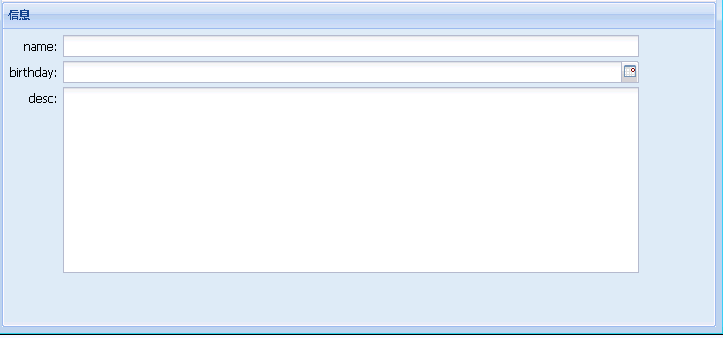 信息
name:
birthday:
desc: